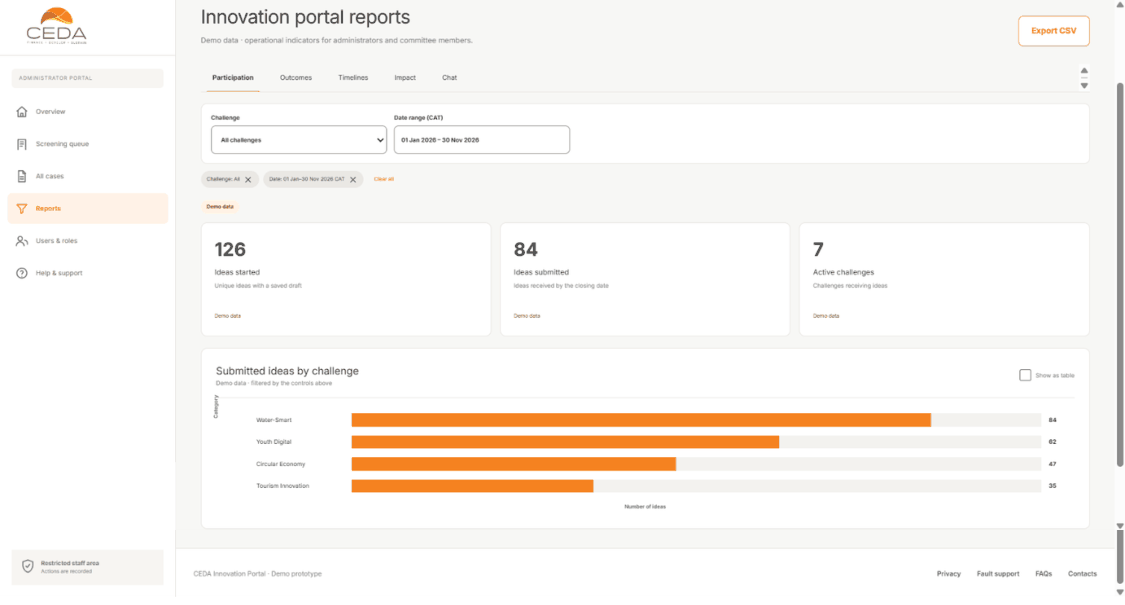 CEDA
ADMINISTRATOR PORTAL
Overview
Screening queue
All cases
Reports
Users & roles
Help & support
Restricted staff area
Actions are recorded
Innovation portal reports
Demo data · operational indicators for administrators and committee members.
Export CSV
Participation Outcomes Timelines Impact Chat
Challenge Date range (CAT)
All challenges 01 Jan 2026 – 30 Nov 2026
Challenge: All Date: 01 Jan–30 Nov 2026 CAT Clear all
Demo data
126
Ideas started
Unique ideas with a saved draft
Demo data
84
Ideas submitted
Ideas received by the closing date
Demo data
7
Active challenges
Challenges receiving ideas
Demo data
Submitted ideas by challenge
Demo data · filtered by the controls above
Show as table
Category
Water-Smart 84
Youth Digital 62
Circular Economy 47
Tourism Innovation 35
Number of ideas
CEDA Innovation Portal · Demo prototype
Privacy Fault support FAQs Contacts